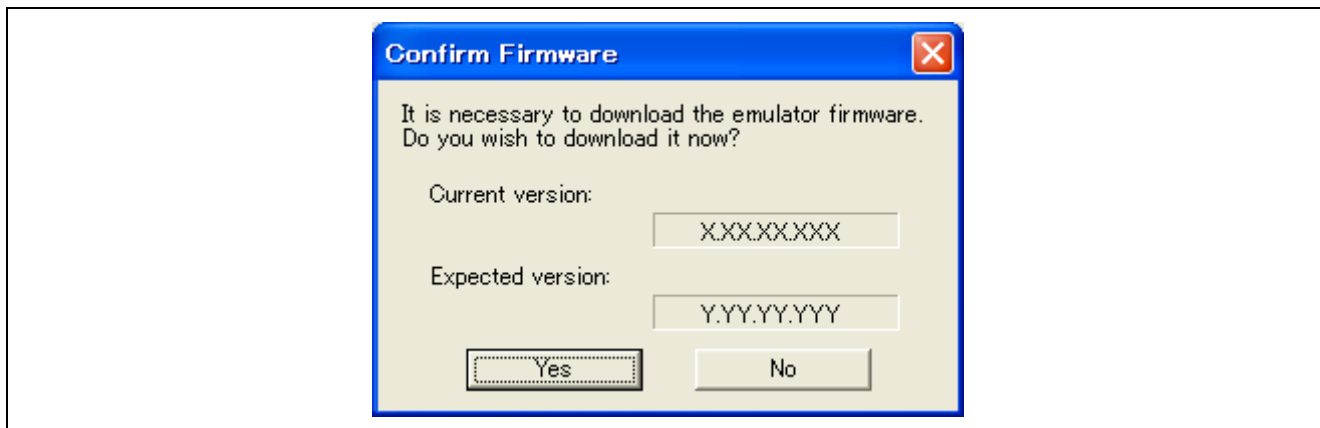 Confirm Firmware
It is necessary to download the emulator firmware.
Do you wish to download it now?
Current version:
X.XX.XX.XXX
Expected version:
Y.YY.YY.YYY
Yes No